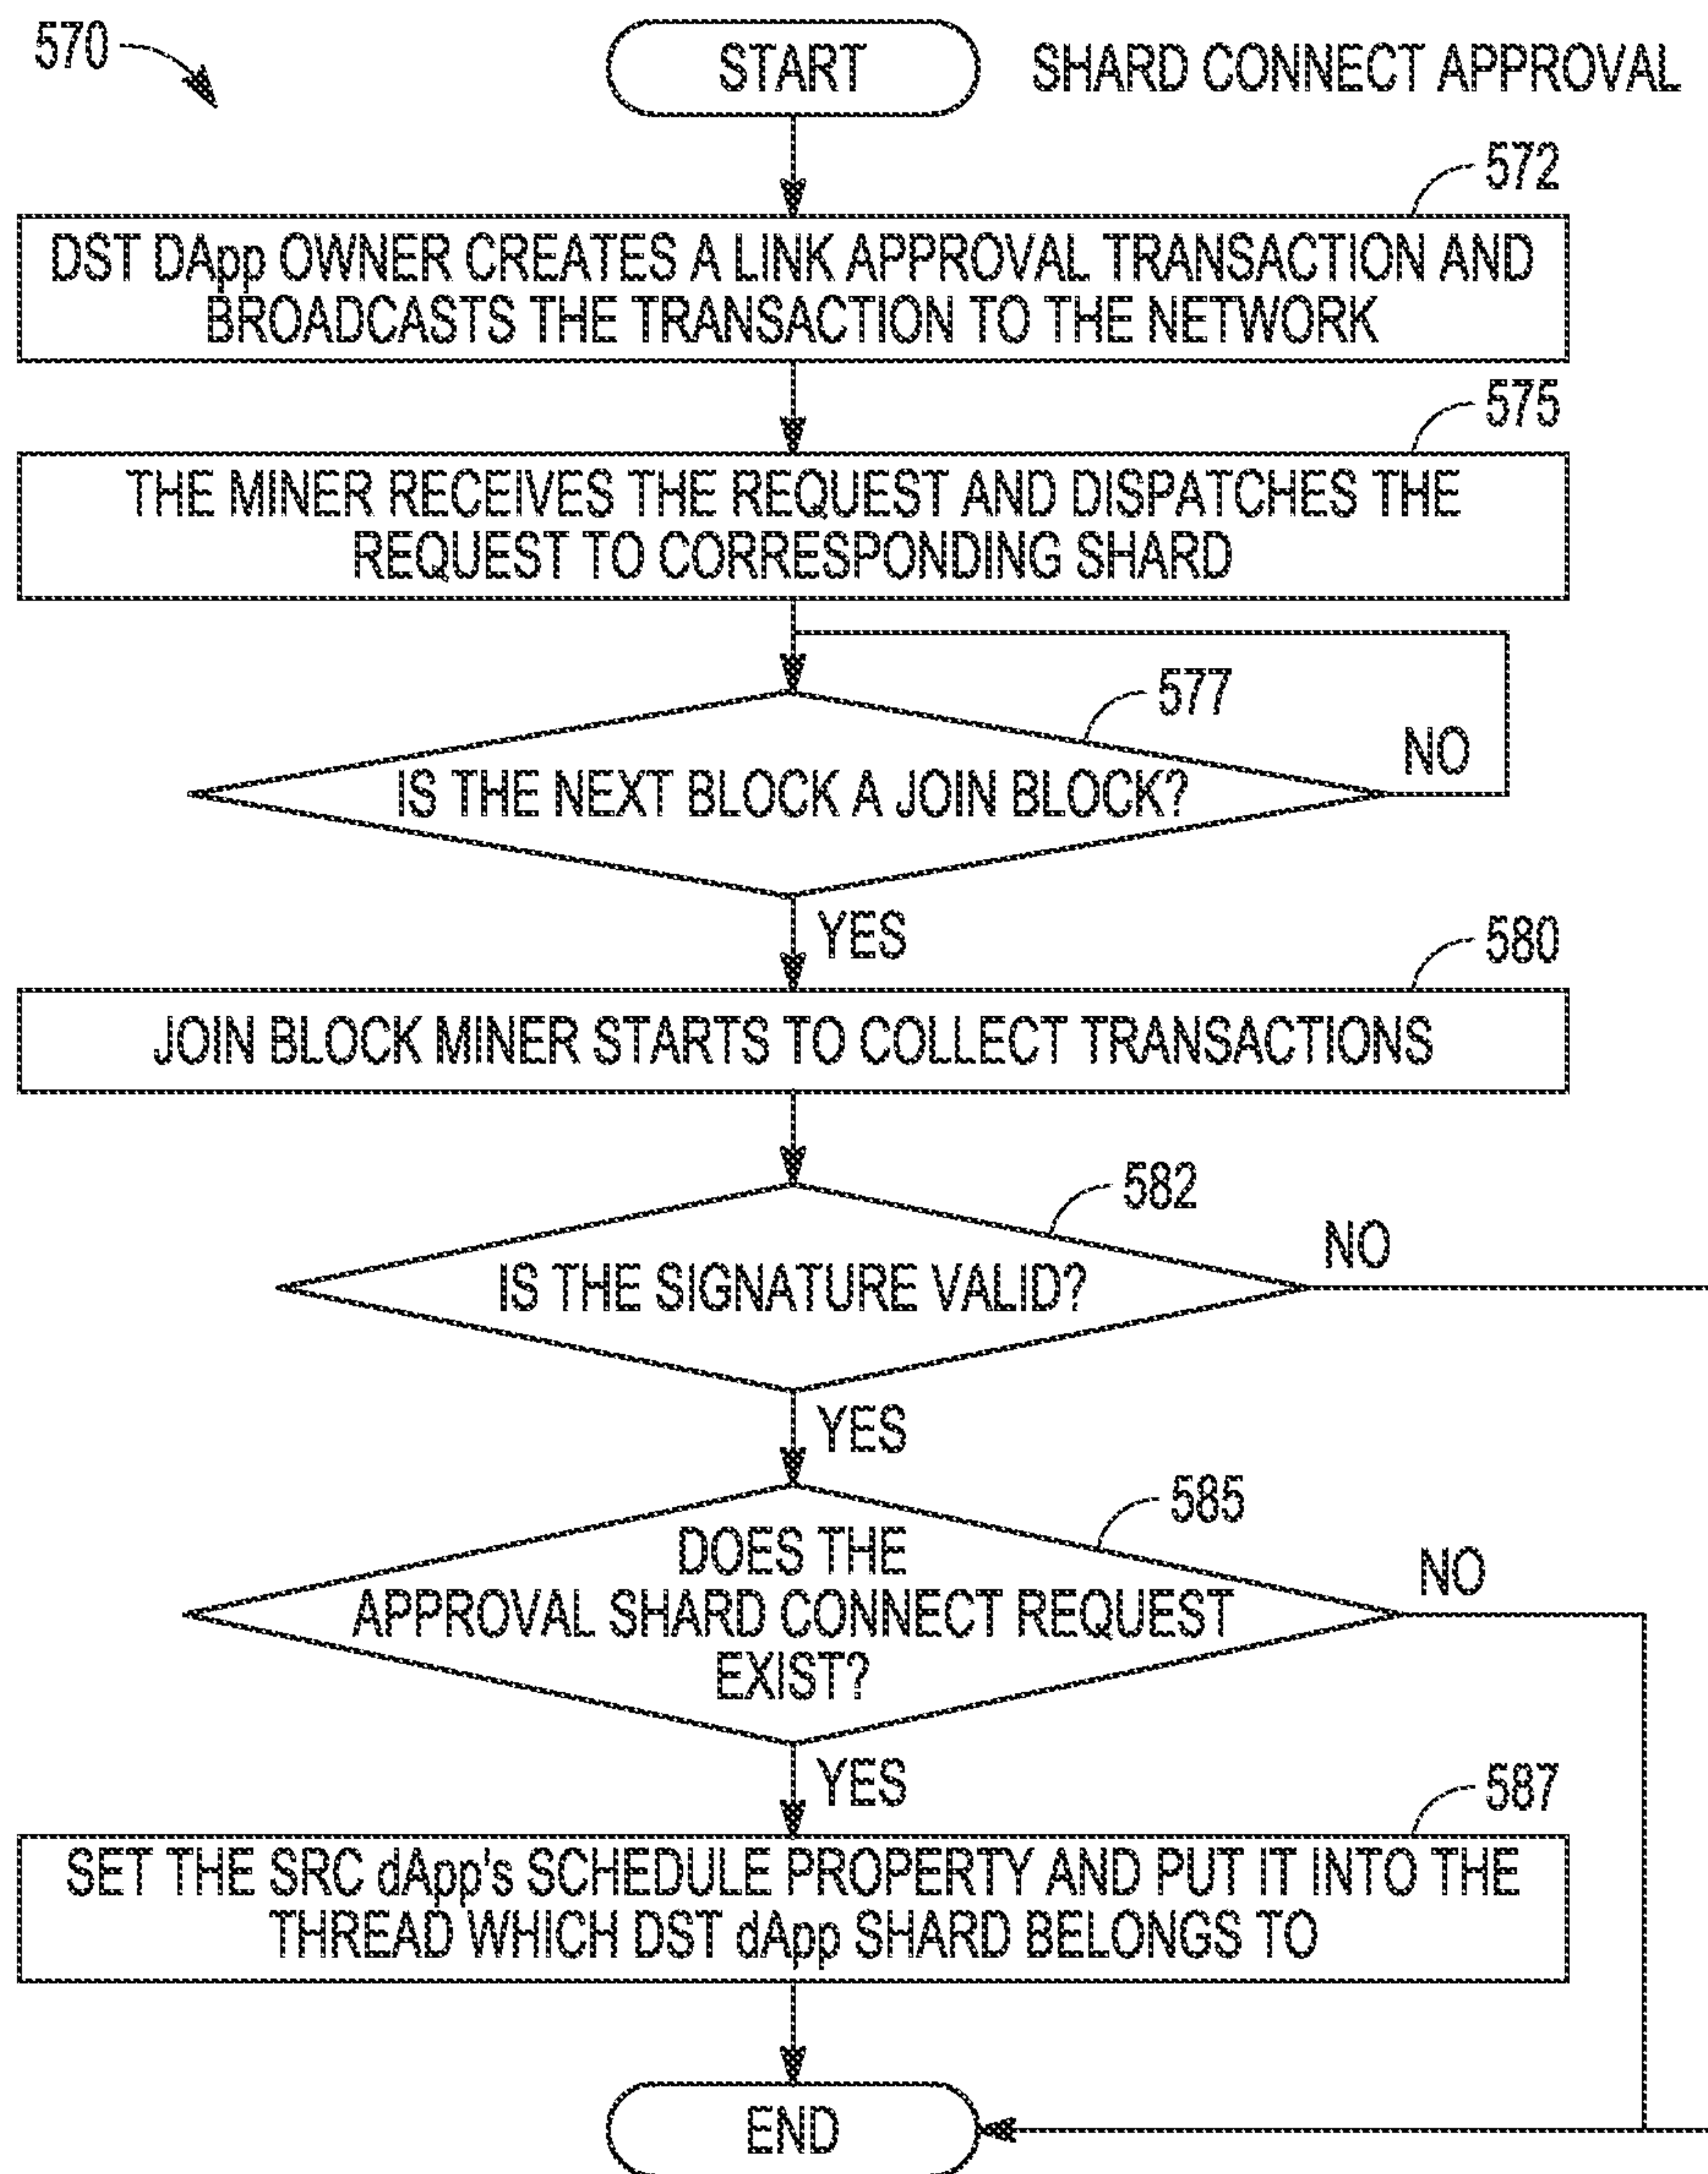 570
START
SHARD CONNECT APPROVAL
572
DST DApp OWNER CREATES A LINK APPROVAL TRANSACTION AND
BROADCASTS THE TRANSACTION TO THE NETWORK
575
THE MINER RECEIVES THE REQUEST AND DISPATCHES THE
REQUEST TO CORRESPONDING SHARD
577
NO
IS THE NEXT BLOCK A JOIN BLOCK?
YES
580
JOIN BLOCK MINER STARTS TO COLLECT TRANSACTIONS
582
NO
IS THE SIGNATURE VALID?
YES
585
NO
DOES THE
APPROVAL SHARD CONNECT REQUEST
EXIST?
YES
587
SET THE SRC dApp's SCHEDULE PROPERTY AND PUT IT INTO THE
THREAD WHICH DST dApp SHARD BELONGS TO
END